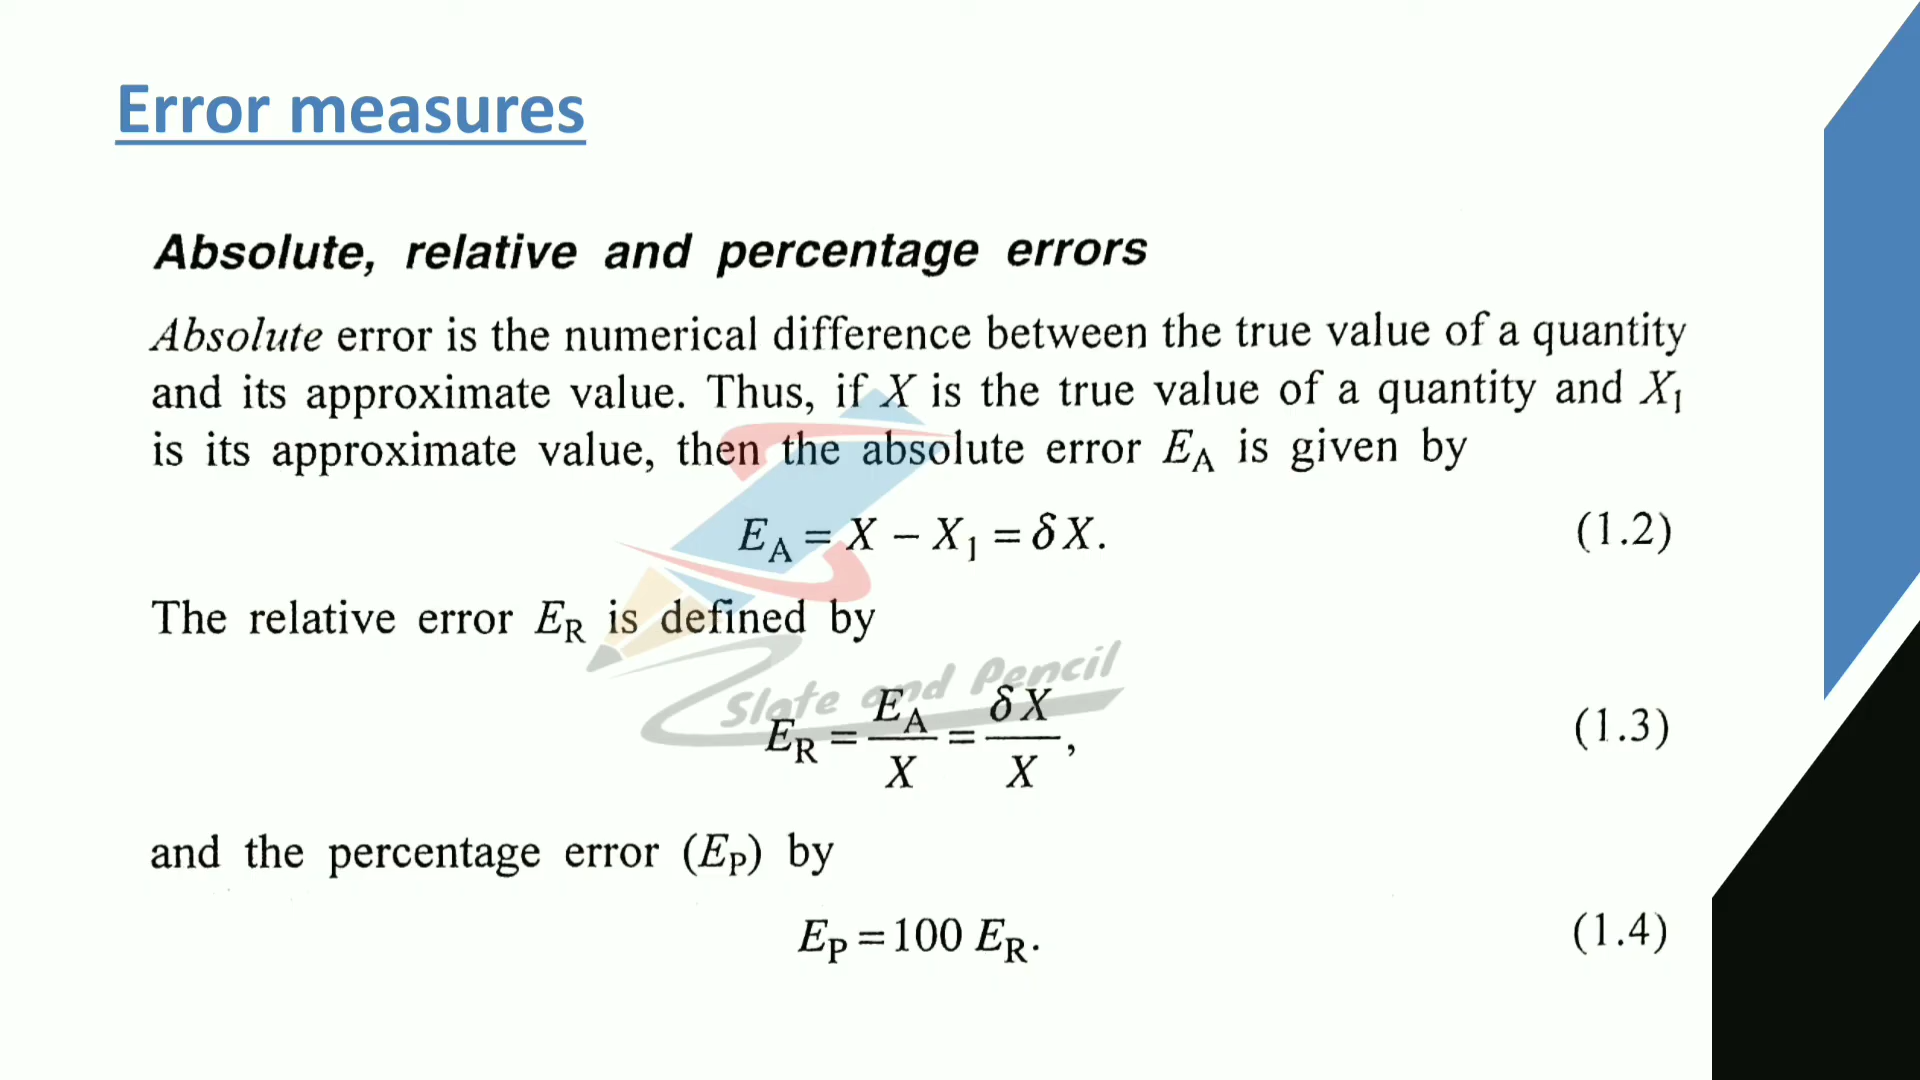 Error measures
Absolute, relative and percentage errors
Absolute error is the numerical difference between the true value of a quantity
and its approximate value. Thus, if X is the true value of a quantity and X₁
is its approximate value, then the absolute error E_A is given by
E_A = X − X₁ = δX. (1.2)
The relative error E_R is defined by
Slate and Pencil
E_R = E_A/X = δX/X, (1.3)
and the percentage error (E_P) by
E_P = 100 E_R. (1.4)